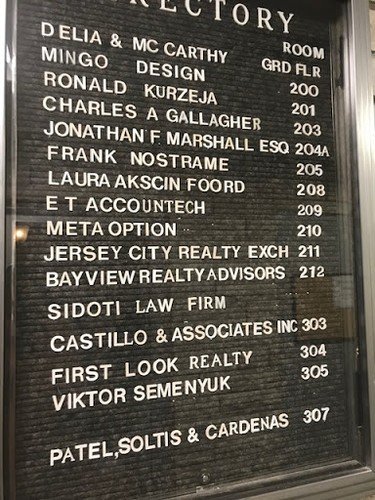 RECTORY
ROOM
DELIA & MC CARTHY GRD FLR
MINGO DESIGN 200
RONALD KURZEJA 201
CHARLES A GALLAGHER 203
JONATHAN F MARSHALL ESQ 204A
FRANK NOSTRAME 205
LAURA AKSCIN FOORD 208
E T ACCOUNTECH 209
META OPTION 210
JERSEY CITY REALTY EXCH 211
BAYVIEW REALTY ADVISORS 212
SIDOTI LAW FIRM
CASTILLO & ASSOCIATES INC 303
FIRST LOOK REALTY 304
VIKTOR SEMENYUK 305
PATEL,SOLTIS & CARDENAS 307